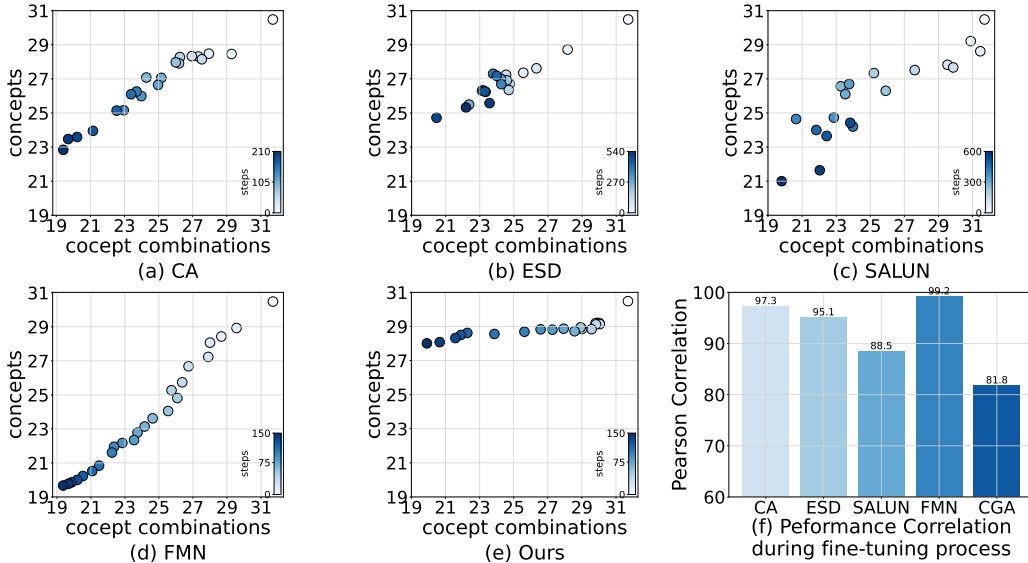 31
29
27
25
23
21
19
concepts
210
105
0
steps
19 21 23 25 27 29 31
cocept combinations
(a) CA
31
29
27
25
23
21
19
concepts
540
270
0
steps
19 21 23 25 27 29 31
cocept combinations
(b) ESD
31
29
27
25
23
21
19
concepts
600
300
0
steps
19 21 23 25 27 29 31
cocept combinations
(c) SALUN
31
29
27
25
23
21
19
concepts
150
75
0
steps
19 21 23 25 27 29 31
cocept combinations
(d) FMN
31
29
27
25
23
21
19
concepts
150
75
0
steps
19 21 23 25 27 29 31
cocept combinations
(e) Ours
100
90
80
70
60
Pearson Correlation
97.3
95.1
88.5
99.2
81.8
CA ESD SALUN FMN CGA
(f) Peformance Correlation
during fine-tuning process